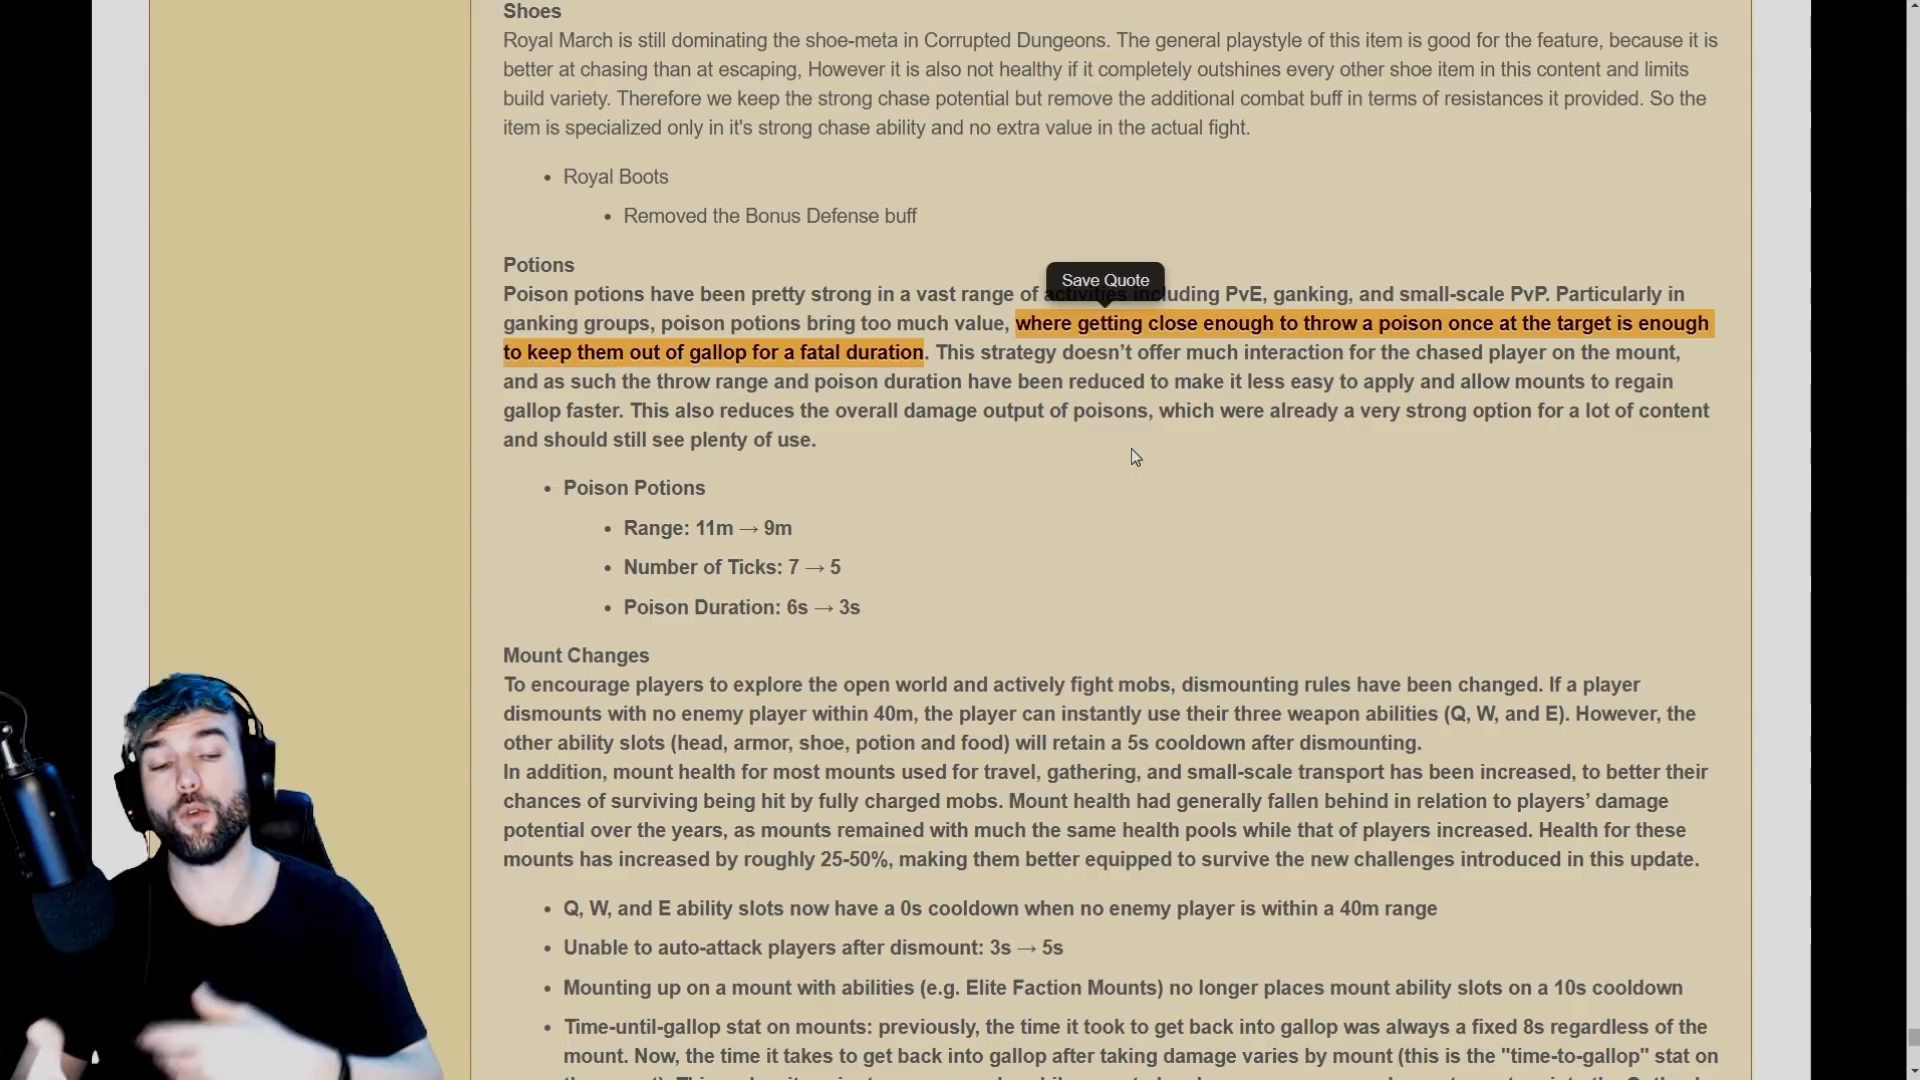 Shoes
Royal March is still dominating the shoe-meta in Corrupted Dungeons. The general playstyle of this item is good for the feature, because it is
better at chasing than at escaping, However it is also not healthy if it completely outshines every other shoe item in this content and limits
build variety. Therefore we keep the strong chase potential but remove the additional combat buff in terms of resistances it provided. So the
item is specialized only in it's strong chase ability and no extra value in the actual fight.
• Royal Boots
• Removed the Bonus Defense buff
Potions
Save Quote
Poison potions have been pretty strong in a vast range of activities including PvE, ganking, and small-scale PvP. Particularly in
ganking groups, poison potions bring too much value, where getting close enough to throw a poison once at the target is enough
to keep them out of gallop for a fatal duration. This strategy doesn’t offer much interaction for the chased player on the mount,
and as such the throw range and poison duration have been reduced to make it less easy to apply and allow mounts to regain
gallop faster. This also reduces the overall damage output of poisons, which were already a very strong option for a lot of content
and should still see plenty of use.
• Poison Potions
• Range: 11m → 9m
• Number of Ticks: 7 → 5
• Poison Duration: 6s → 3s
Mount Changes
To encourage players to explore the open world and actively fight mobs, dismounting rules have been changed. If a player
dismounts with no enemy player within 40m, the player can instantly use their three weapon abilities (Q, W, and E). However, the
other ability slots (head, armor, shoe, potion and food) will retain a 5s cooldown after dismounting.
In addition, mount health for most mounts used for travel, gathering, and small-scale transport has been increased, to better their
chances of surviving being hit by fully charged mobs. Mount health had generally fallen behind in relation to players’ damage
potential over the years, as mounts remained with much the same health pools while that of players increased. Health for these
mounts has increased by roughly 25-50%, making them better equipped to survive the new challenges introduced in this update.
• Q, W, and E ability slots now have a 0s cooldown when no enemy player is within a 40m range
• Unable to auto-attack players after dismount: 3s → 5s
• Mounting up on a mount with abilities (e.g. Elite Faction Mounts) no longer places mount ability slots on a 10s cooldown
• Time-until-gallop stat on mounts: previously, the time it took to get back into gallop was always a fixed 8s regardless of the
mount. Now, the time it takes to get back into gallop after taking damage varies by mount (this is the "time-to-gallop" stat on